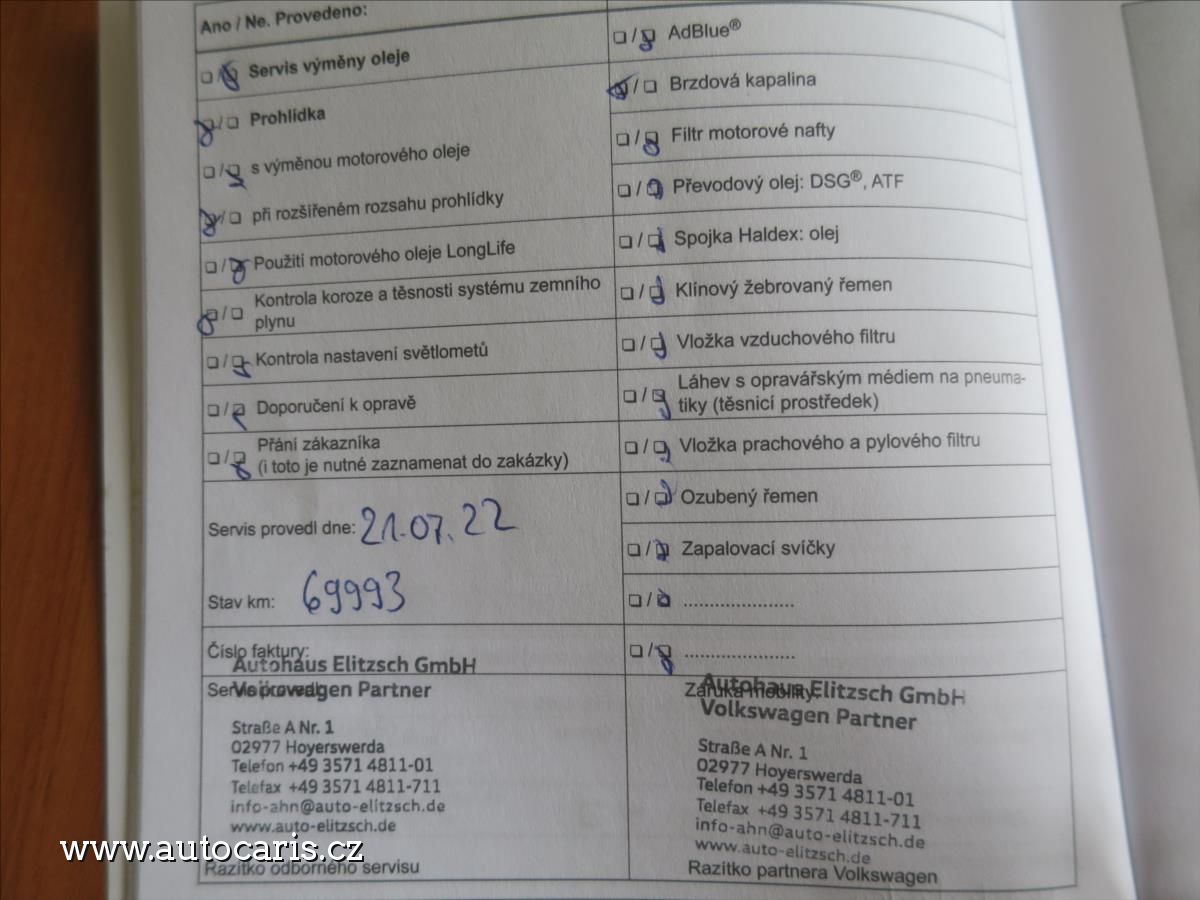 Ano / Ne. Provedeno:
☐ / ☒ Servis výměny oleje
☒ / ☐ Prohlídka
☐ / ☒ s výměnou motorového oleje
☒ / ☐ při rozšířeném rozsahu prohlídky
☐ / ☒ Použití motorového oleje LongLife
☒ / ☐ Kontrola koroze a těsnosti systému zemního
plynu
☐ / ☒ Kontrola nastavení světlometů
☐ / ☒ Doporučení k opravě
☐ / ☒ Přání zákazníka
(i toto je nutné zaznamenat do zakázky)
Servis provedl dne: 21.07.22
Stav km: 69993
Číslo faktury:
Autohaus Elitzsch GmbH
Servis provedl:
Volkswagen Partner
Straße A Nr. 1
02977 Hoyerswerda
Telefon +49 3571 4811-01
Telefax +49 3571 4811-711
info-ahn@auto-elitzsch.de
www.auto-elitzsch.de
Razítko odborného servisu
☐ / ☒ AdBlue®
☒ / ☐ Brzdová kapalina
☐ / ☒ Filtr motorové nafty
☐ / ☒ Převodový olej: DSG®, ATF
☐ / ☒ Spojka Haldex: olej
☐ / ☒ Klínový žebrovaný řemen
☐ / ☒ Vložka vzduchového filtru
☐ / ☒ Láhev s opravářským médiem na pneuma-
tiky (těsnicí prostředek)
☐ / ☒ Vložka prachového a pylového filtru
☐ / ☒ Ozubený řemen
☐ / ☒ Zapalovací svíčky
☐ / ☒ .....................
☐ / ☒ .....................
Záruka mobility:
Autohaus Elitzsch GmbH
Volkswagen Partner
Straße A Nr. 1
02977 Hoyerswerda
Telefon +49 3571 4811-01
Telefax +49 3571 4811-711
info-ahn@auto-elitzsch.de
www.auto-elitzsch.de
Razítko partnera Volkswagen
www.autocaris.cz